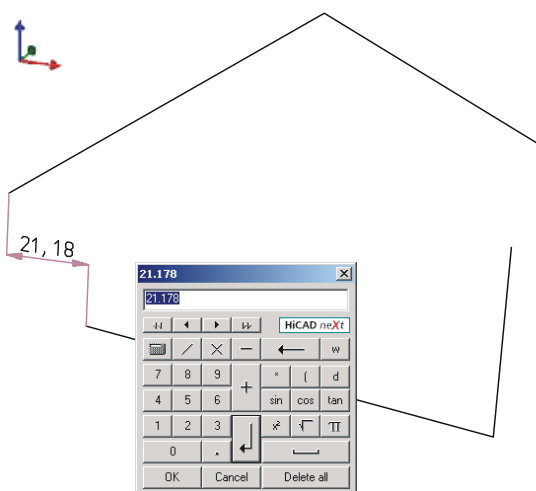 21, 18
21.178
21.178
HiCAD neXt
w
7 8 9 + x ( d
4 5 6 sin cos tan
1 2 3 x² √ π
0 .
OK Cancel Delete all